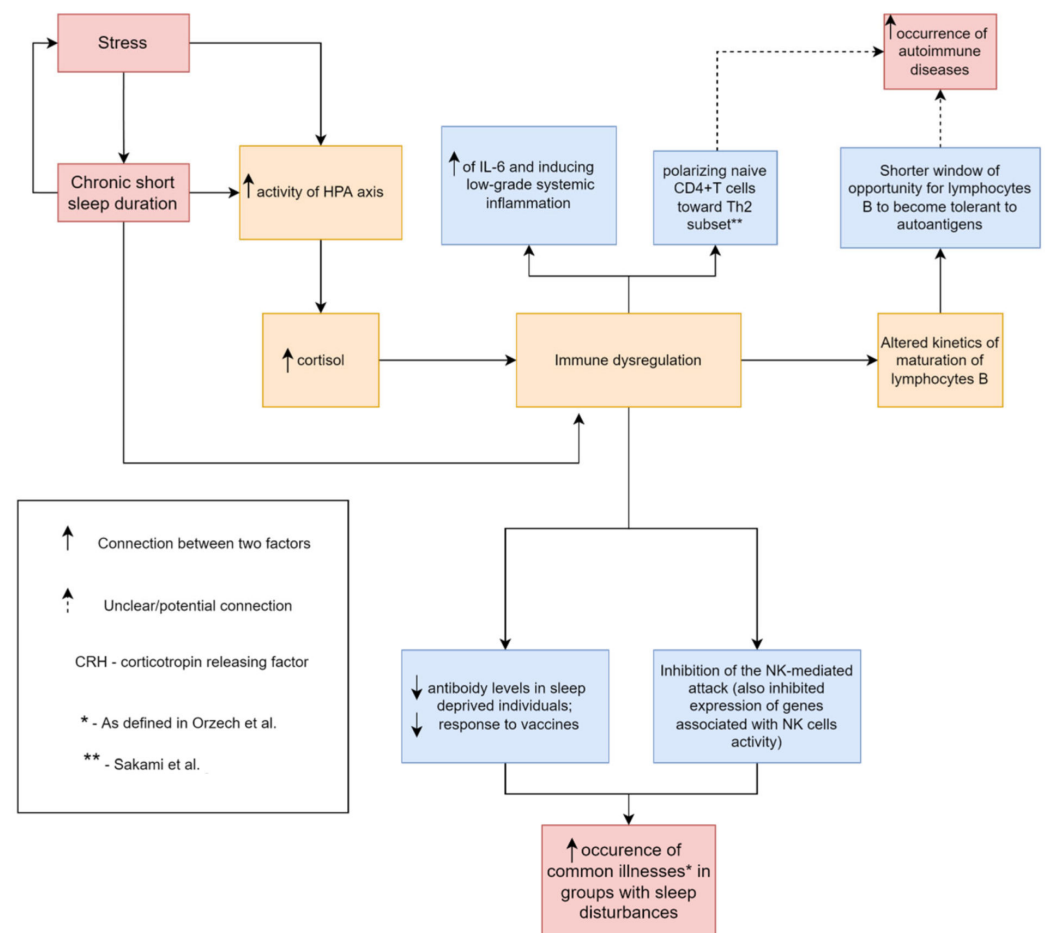 Stress
↑ occurrence of
autoimmune
diseases
Chronic short
sleep duration
↑ activity of HPA axis
↑ of IL-6 and inducing
low-grade systemic
inflammation
polarizing naive
CD4+T cells
toward Th2
subset**
Shorter window of
opportunity for lymphocytes
B to become tolerant to
autoantigens
↑ cortisol
Immune dysregulation
Altered kinetics of
maturation of
lymphocytes B
Connection between two factors
Unclear/potential connection
CRH - corticotropin releasing factor
* - As defined in Orzech et al.
** - Sakami et al.
↓ antiboidy levels in sleep
deprived individuals;
↓ response to vaccines
Inhibition of the NK-mediated
attack (also inhibited
expression of genes
associated with NK cells
activity)
↑ occurence of
common illnesses* in
groups with sleep
disturbances